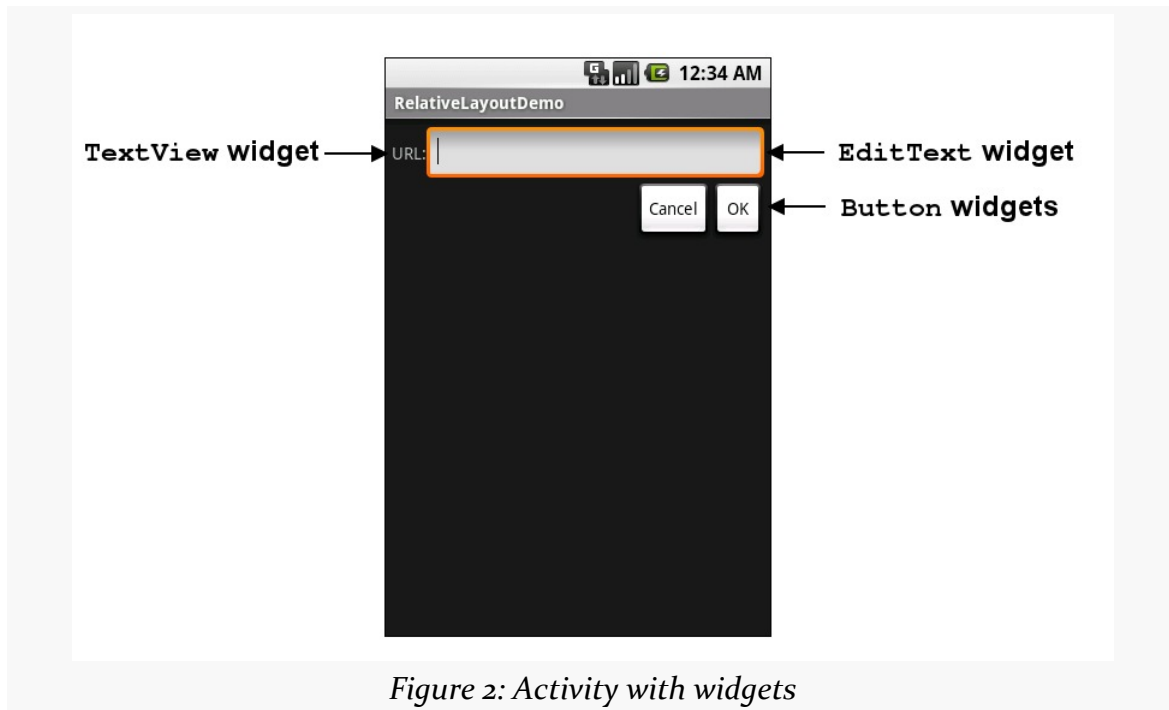 12:34 AM
RelativeLayoutDemo
TextView widget
URL:
EditText widget
Cancel
OK
Button widgets
Figure 2: Activity with widgets